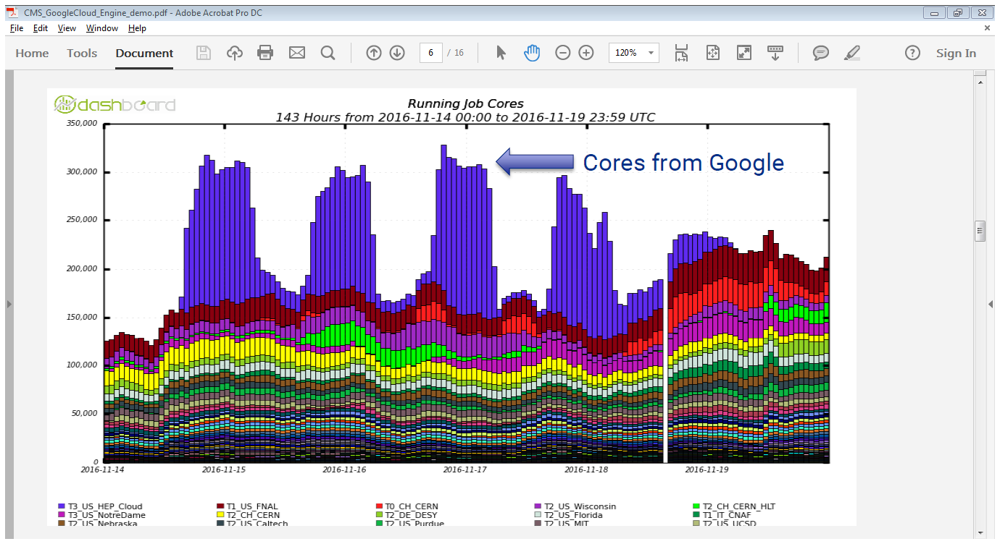 CMS_GoogleCloud_Engine_demo.pdf - Adobe Acrobat Pro DC
File Edit View Window Help
Home Tools Document 6 / 16 120% Sign In
dashboard
Running Job Cores
143 Hours from 2016-11-14 00:00 to 2016-11-19 23:59 UTC
350,000
Cores from Google
300,000
250,000
200,000
150,000
100,000
50,000
0
2016-11-14 2016-11-15 2016-11-16 2016-11-17 2016-11-18 2016-11-19
T3_US_HEP_Cloud T1_US_FNAL T0_CH_CERN T2_US_Wisconsin T2_CH_CERN_HLT
T3_US_NotreDame T2_CH_CERN T2_DE_DESY T2_US_Florida T1_IT_CNAF
T2_US_Nebraska T2_US_Caltech T2_US_Purdue T2_US_MIT T2_US_UCSD